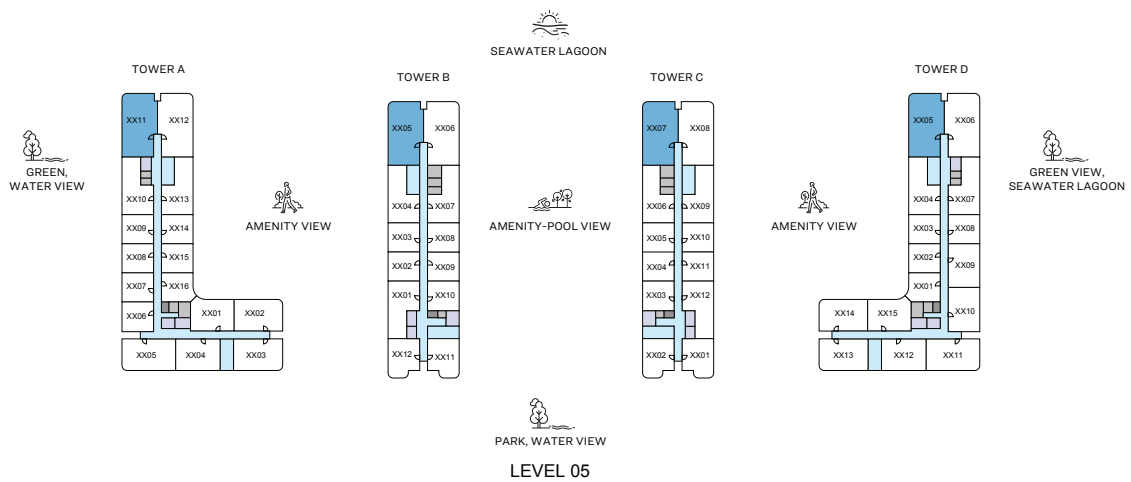 SEAWATER LAGOON
TOWER A
TOWER B
TOWER C
TOWER D
XX11
XX12
XX10
XX13
XX09
XX14
XX08
XX15
XX07
XX16
XX06
XX01
XX02
XX05
XX04
XX03
XX05
XX06
XX04
XX07
XX03
XX08
XX02
XX09
XX01
XX10
XX12
XX11
XX07
XX08
XX06
XX09
XX05
XX10
XX04
XX11
XX03
XX12
XX02
XX01
XX05
XX06
XX04
XX07
XX03
XX08
XX02
XX09
XX01
XX10
XX14
XX15
XX13
XX12
XX11
GREEN,
WATER VIEW
AMENITY VIEW
AMENITY-POOL VIEW
AMENITY VIEW
GREEN VIEW,
SEAWATER LAGOON
PARK, WATER VIEW
LEVEL 05